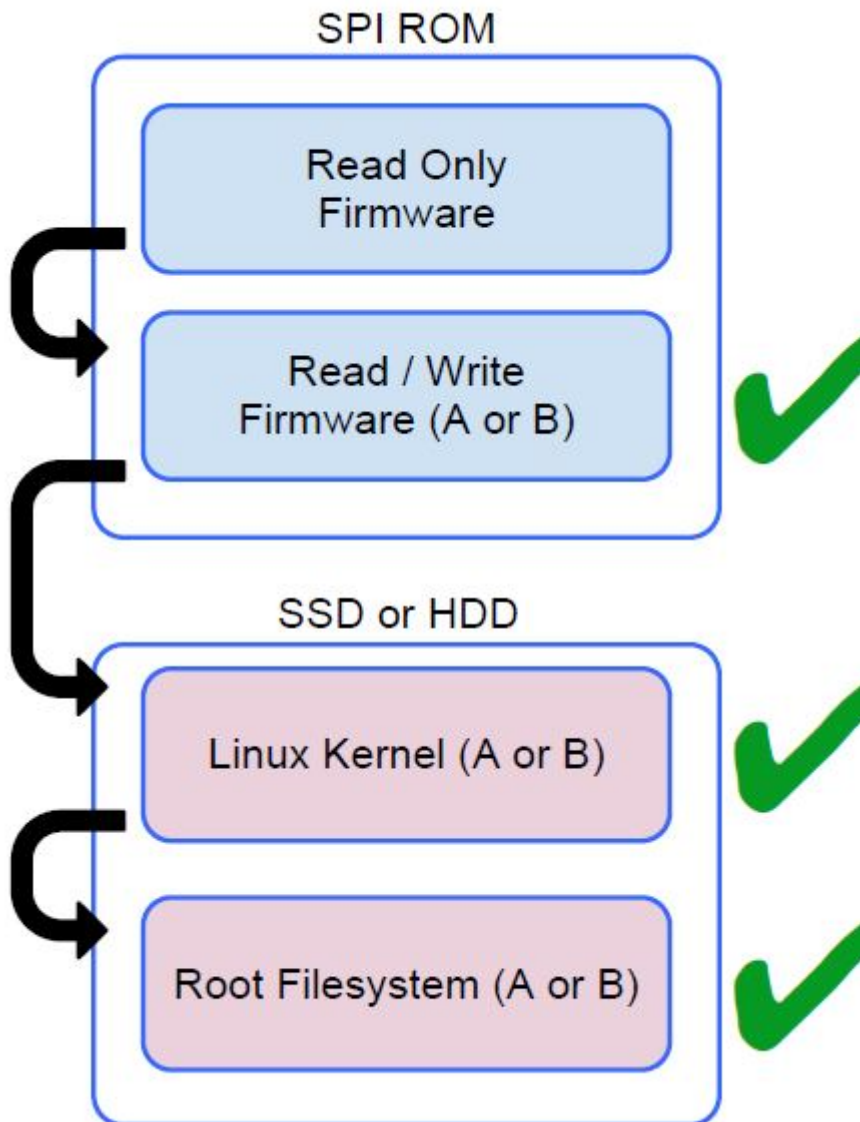 SPI ROM
Read Only
Firmware
Read / Write
Firmware (A or B)
SSD or HDD
Linux Kernel (A or B)
Root Filesystem (A or B)